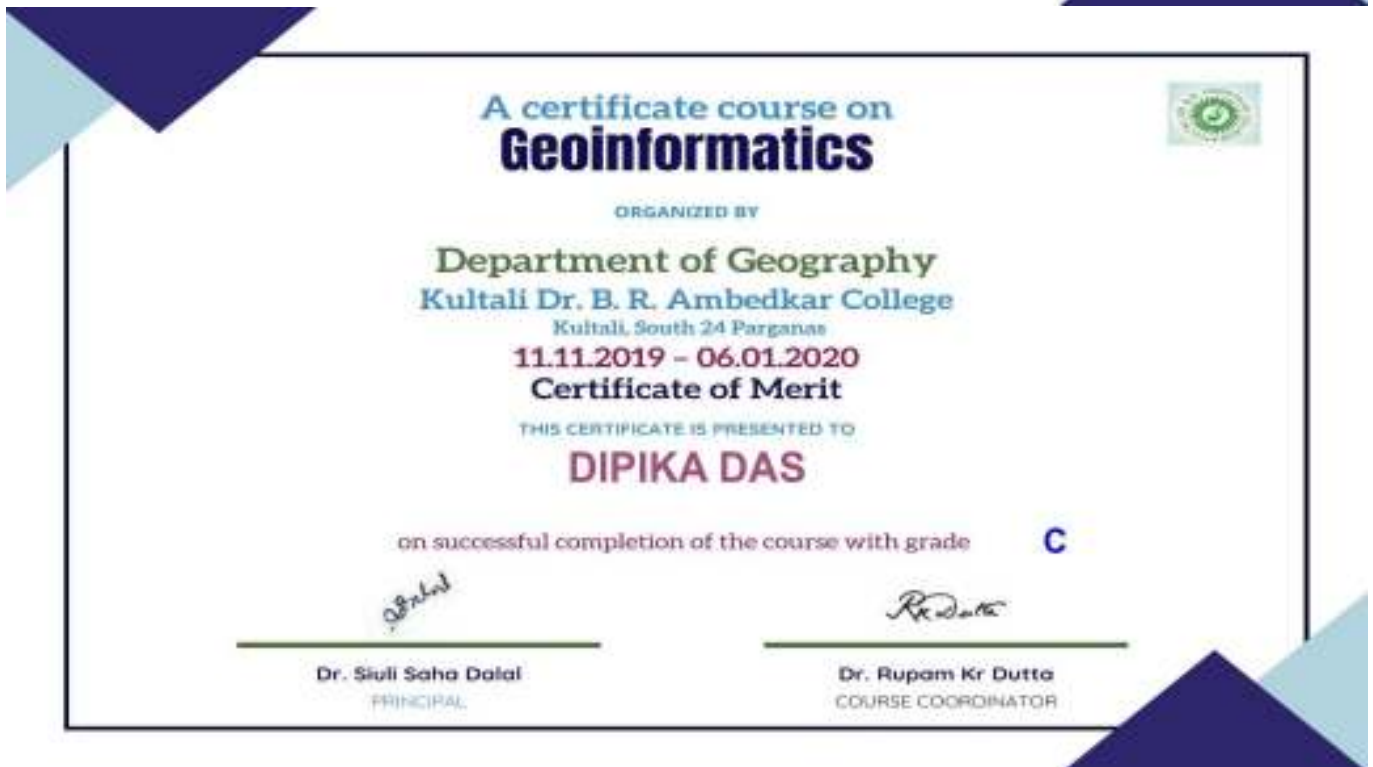 A certificate course on
Geoinformatics
ORGANIZED BY
Department of Geography
Kultali Dr. B. R. Ambedkar College
Kultali, South 24 Parganas
11.11.2019 – 06.01.2020
Certificate of Merit
THIS CERTIFICATE IS PRESENTED TO
DIPIKA DAS
on successful completion of the course with grade C
RK Dutta
Dr. Siuli Saha Dalal
Dr. Rupam Kr Dutta
PRINCIPAL
COURSE COORDINATOR